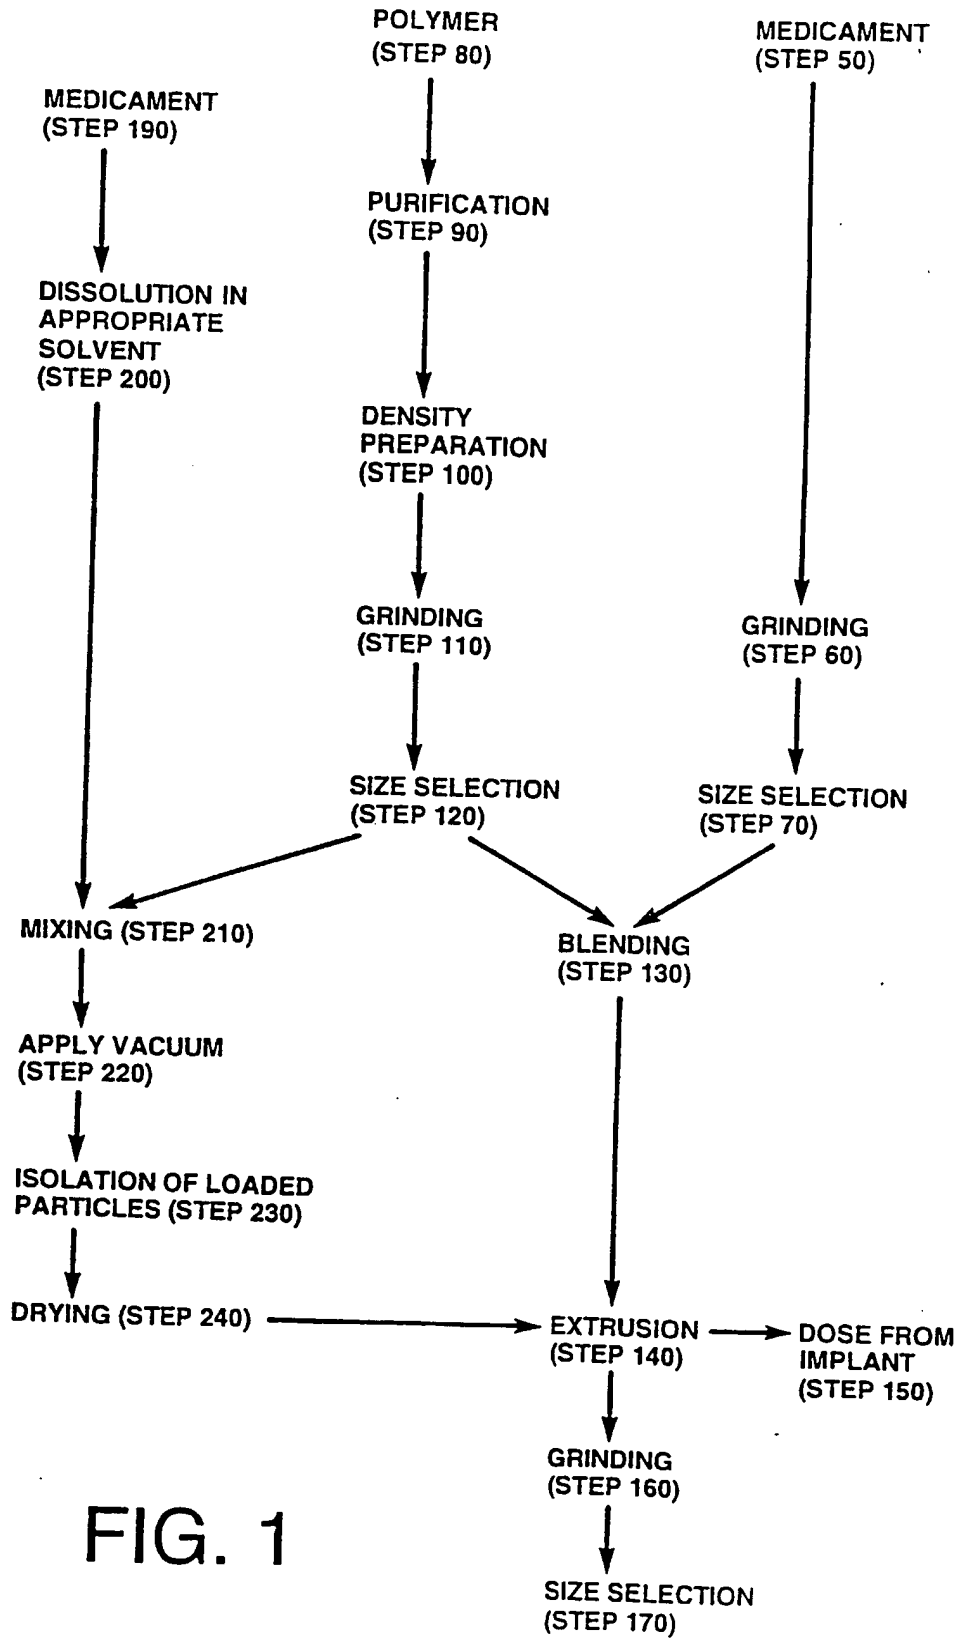 POLYMER
(STEP 80)
MEDICAMENT
(STEP 50)
MEDICAMENT
(STEP 190)
PURIFICATION
(STEP 90)
DISSOLUTION IN
APPROPRIATE
SOLVENT
(STEP 200)
DENSITY
PREPARATION
(STEP 100)
GRINDING
(STEP 110)
GRINDING
(STEP 60)
SIZE SELECTION
(STEP 120)
SIZE SELECTION
(STEP 70)
MIXING (STEP 210)
BLENDING
(STEP 130)
APPLY VACUUM
(STEP 220)
ISOLATION OF LOADED
PARTICLES (STEP 230)
DRYING (STEP 240)
EXTRUSION
(STEP 140)
DOSE FROM
IMPLANT
(STEP 150)
GRINDING
(STEP 160)
SIZE SELECTION
(STEP 170)
FIG. 1